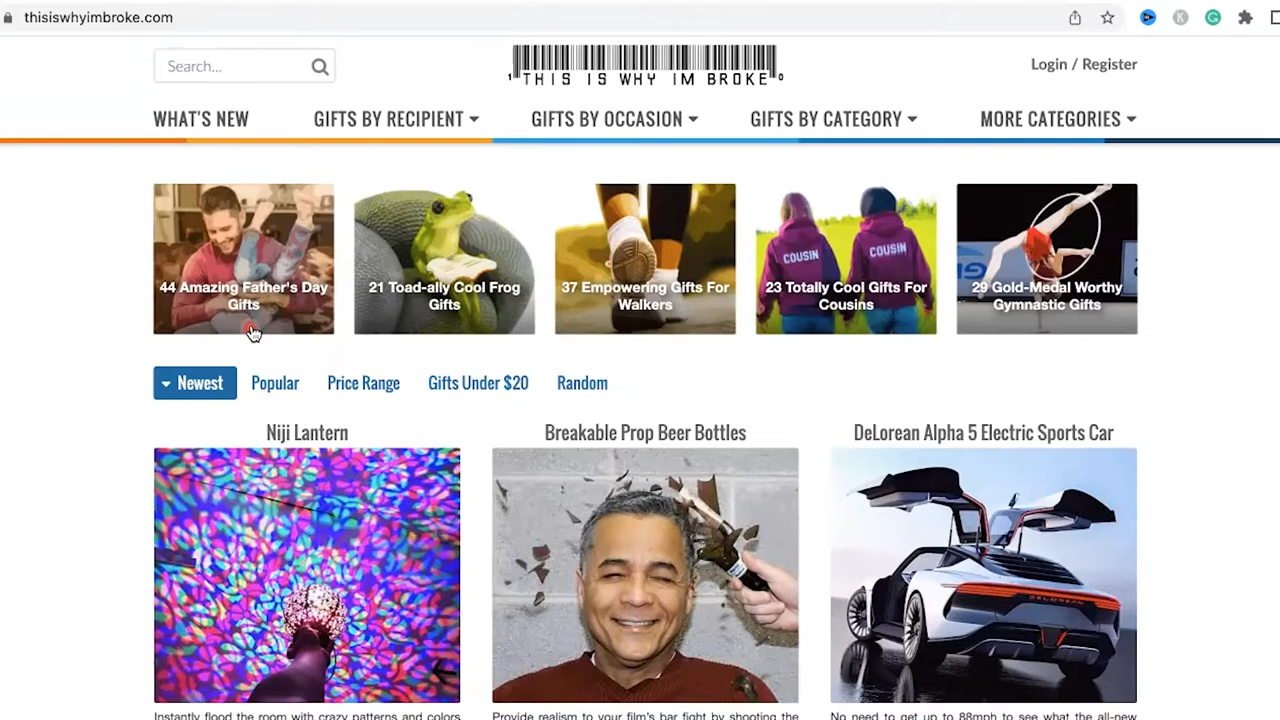 thisiswhyimbroke.com
Search...
THIS IS WHY IM BROKE
Login / Register
WHAT'S NEW
GIFTS BY RECIPIENT
GIFTS BY OCCASION
GIFTS BY CATEGORY
MORE CATEGORIES
44 Amazing Father's Day
Gifts
21 Toad-ally Cool Frog
Gifts
37 Empowering Gifts For
Walkers
COUSIN
COUSIN
23 Totally Cool Gifts For
Cousins
29 Gold-Medal Worthy
Gymnastic Gifts
Newest
Popular
Price Range
Gifts Under $20
Random
Niji Lantern
Breakable Prop Beer Bottles
DeLorean Alpha 5 Electric Sports Car
DELOREAN
Instantly flood the room with crazy patterns and colors
Provide realism to your film's bar fight by shooting the
No need to get up to 88mph to see what the all-new